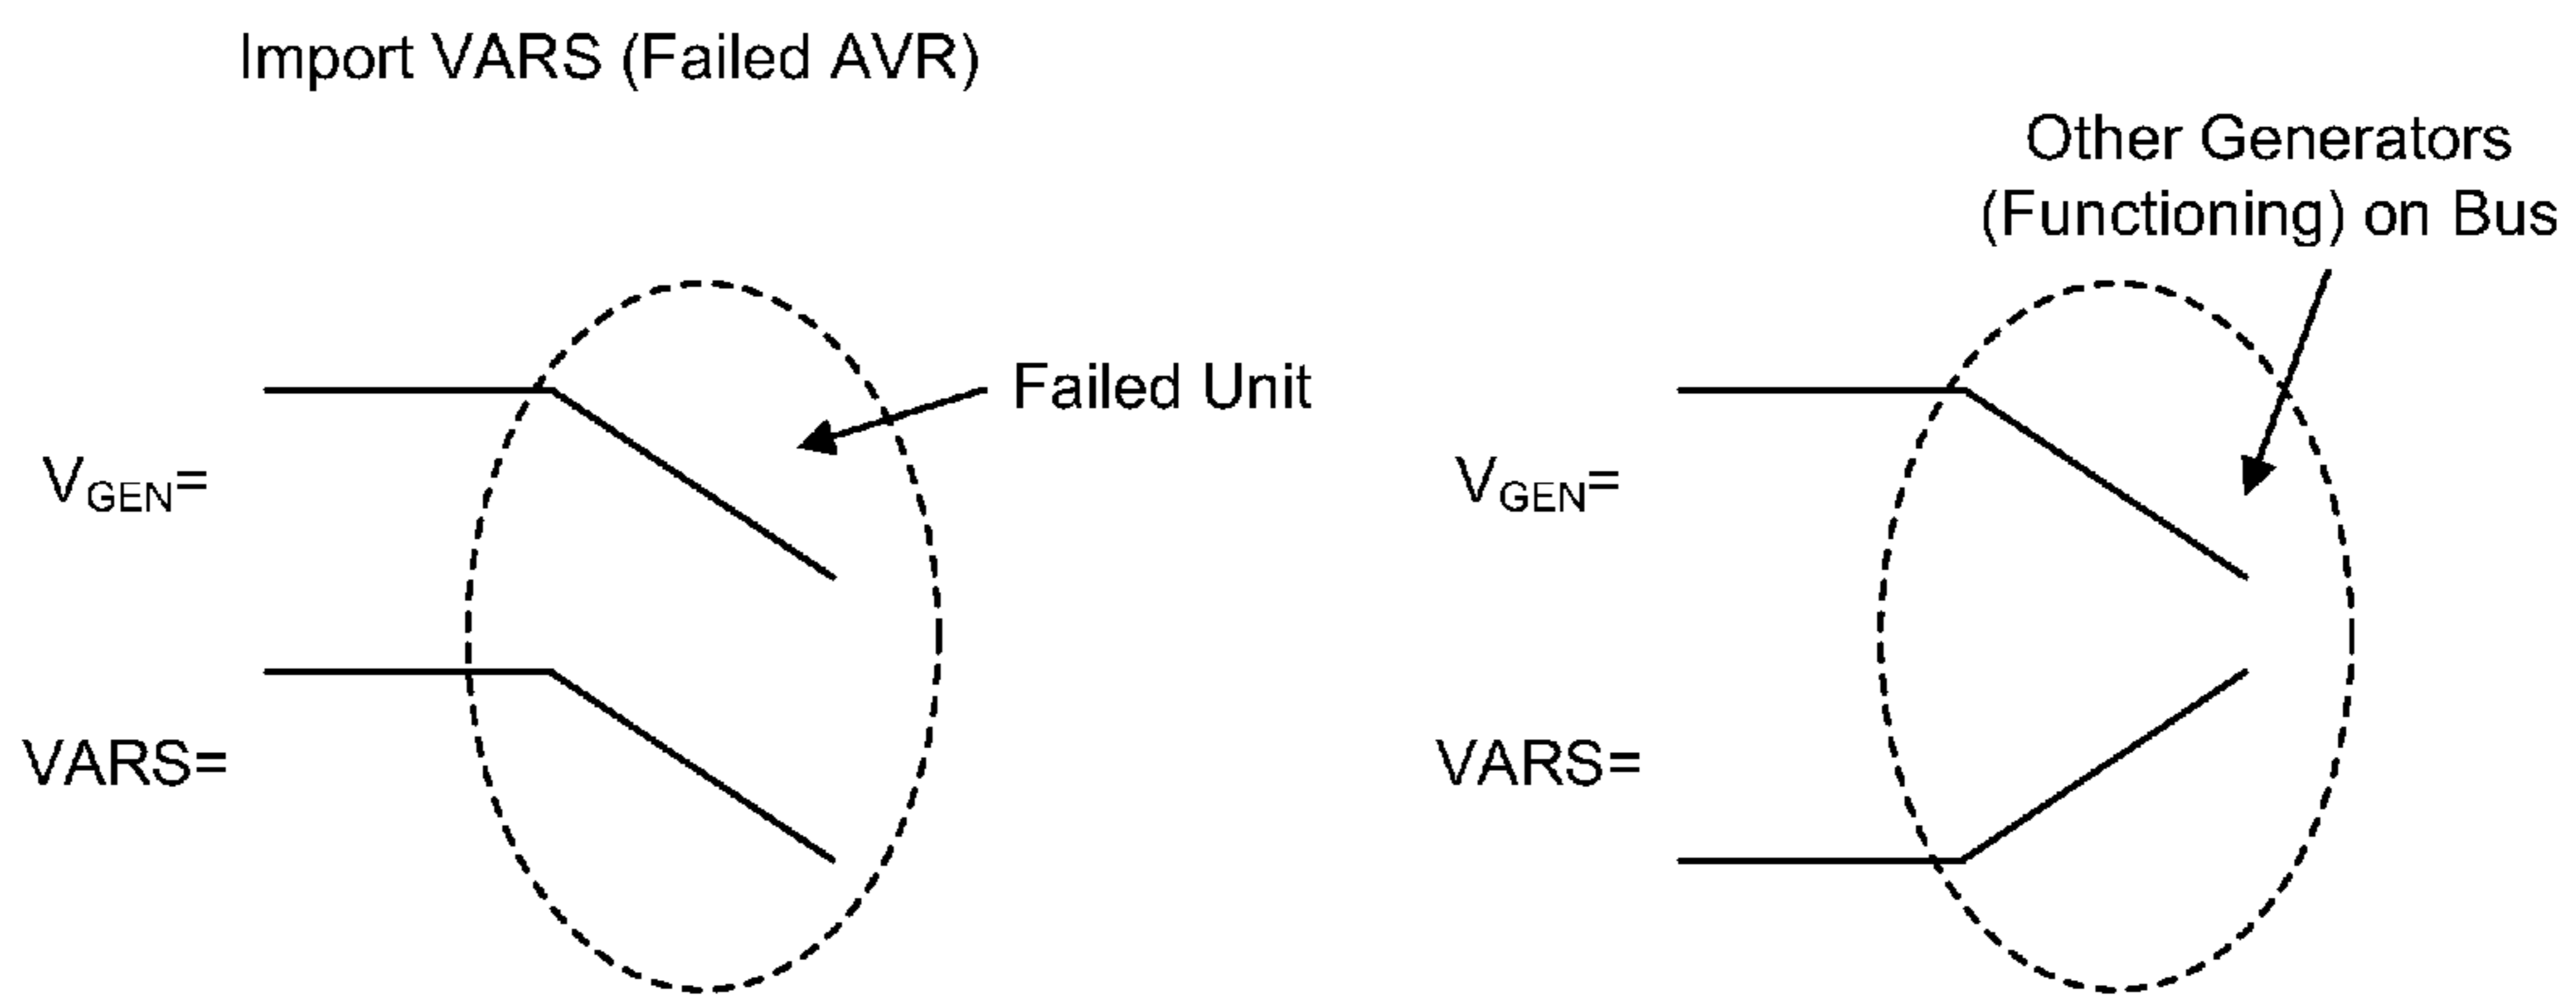 Import VARS (Failed AVR)
Other Generators
(Functioning) on Bus
Failed Unit
VGEN=
VGEN=
VARS=
VARS=